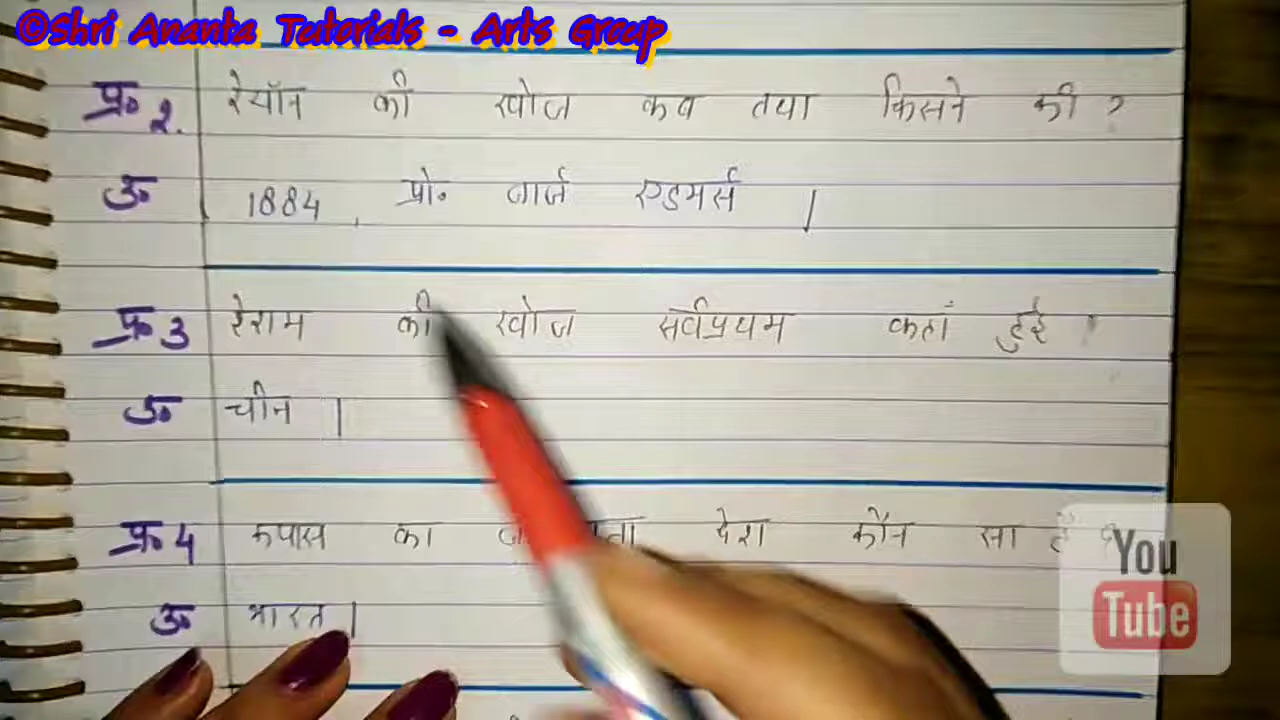 ©Shri Ananta Tutorials - Arts Group
प्र० 2. रेयॉन की खोज कब तथा किसने की ?
उ० 1884, प्रो० जार्ज एडमर्स |
प्र० 3 रेशम की खोज सर्वप्रथम कहां हुई ?
उ० चीन |
प्र० 4 कपास का देश कौन सा है ?
उ० भारत |
You
Tube